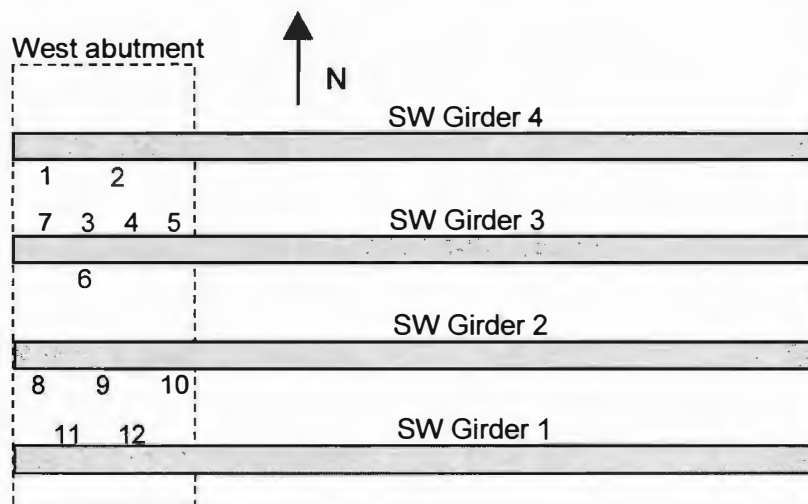 West abutment
N
SW Girder 4
1 2
7 3 4 5
SW Girder 3
6
SW Girder 2
8 9 10
11 12
SW Girder 1